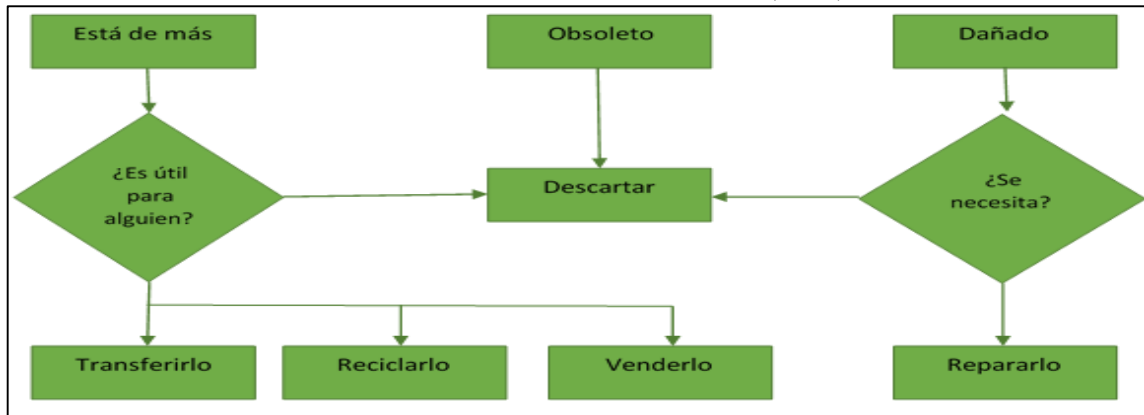 Está de más
Obsoleto
Dañado
¿Es útil
para
alguien?
Descartar
¿Se
necesita?
Transferirlo
Reciclarlo
Venderlo
Repararlo